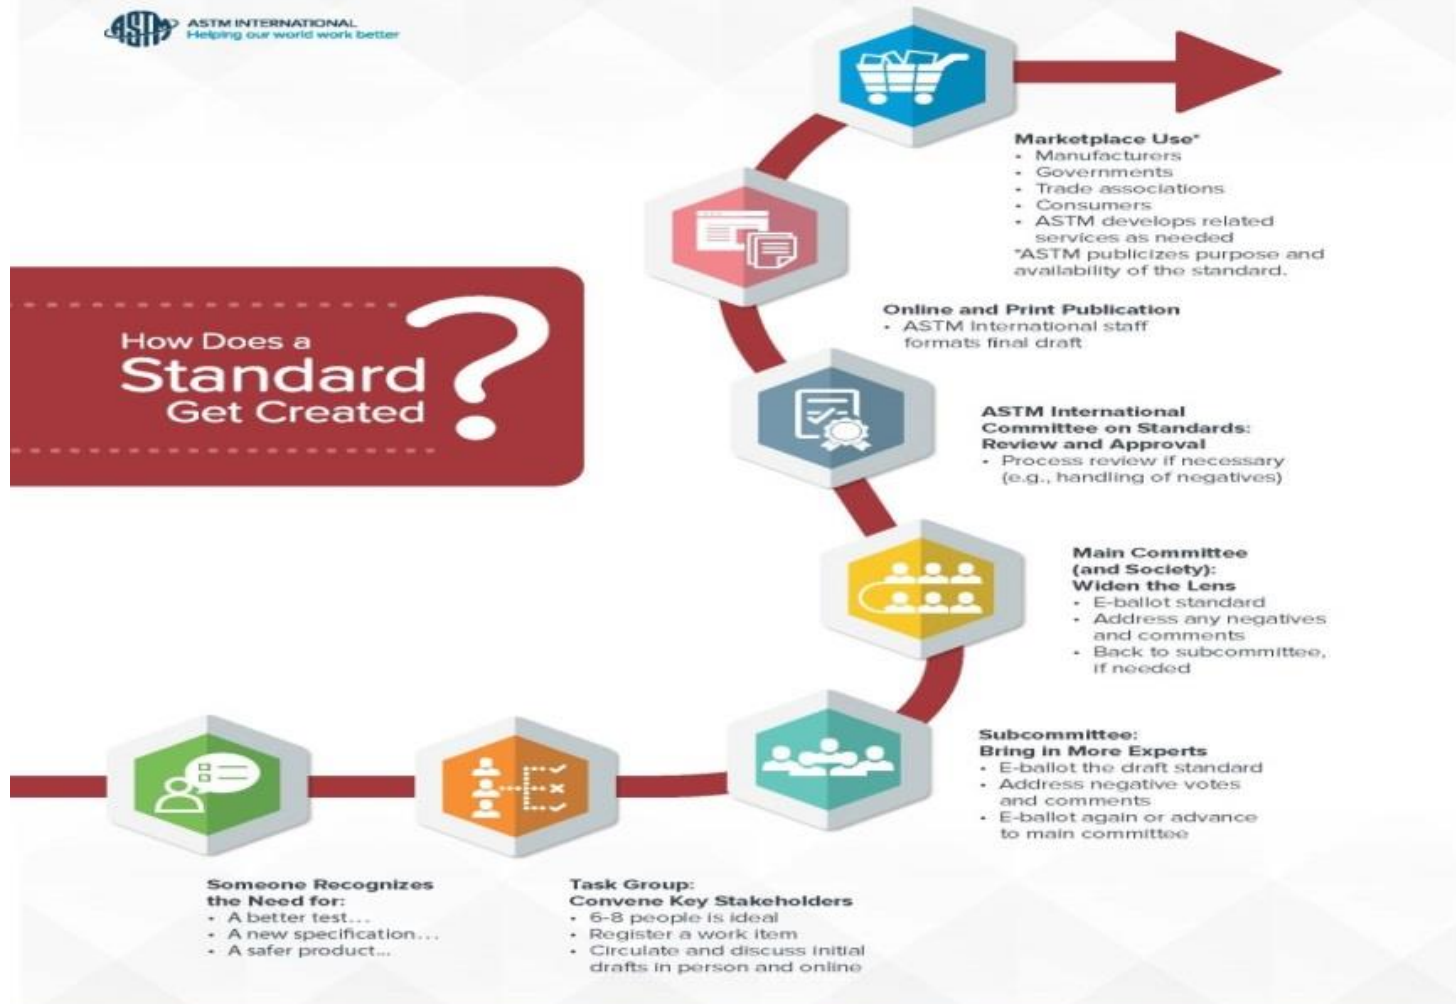 ASTM INTERNATIONAL
Helping our world work better
How Does a
Standard
Get Created
?
Marketplace Use*
• Manufacturers
• Governments
• Trade associations
• Consumers
• ASTM develops related
services as needed
*ASTM publicizes purpose and
availability of the standard.
Online and Print Publication
• ASTM International staff
formats final draft
ASTM International
Committee on Standards:
Review and Approval
• Process review if necessary
(e.g., handling of negatives)
Main Committee
(and Society):
Widen the Lens
• E-ballot standard
• Address any negatives
and comments
• Back to subcommittee,
if needed
Subcommittee:
Bring in More Experts
• E-ballot the draft standard
• Address negative votes
and comments
• E-ballot again or advance
to main committee
Someone Recognizes
the Need for:
• A better test...
• A new specification...
• A safer product...
Task Group:
Convene Key Stakeholders
• 6-8 people is ideal
• Register a work item
• Circulate and discuss initial
drafts in person and online